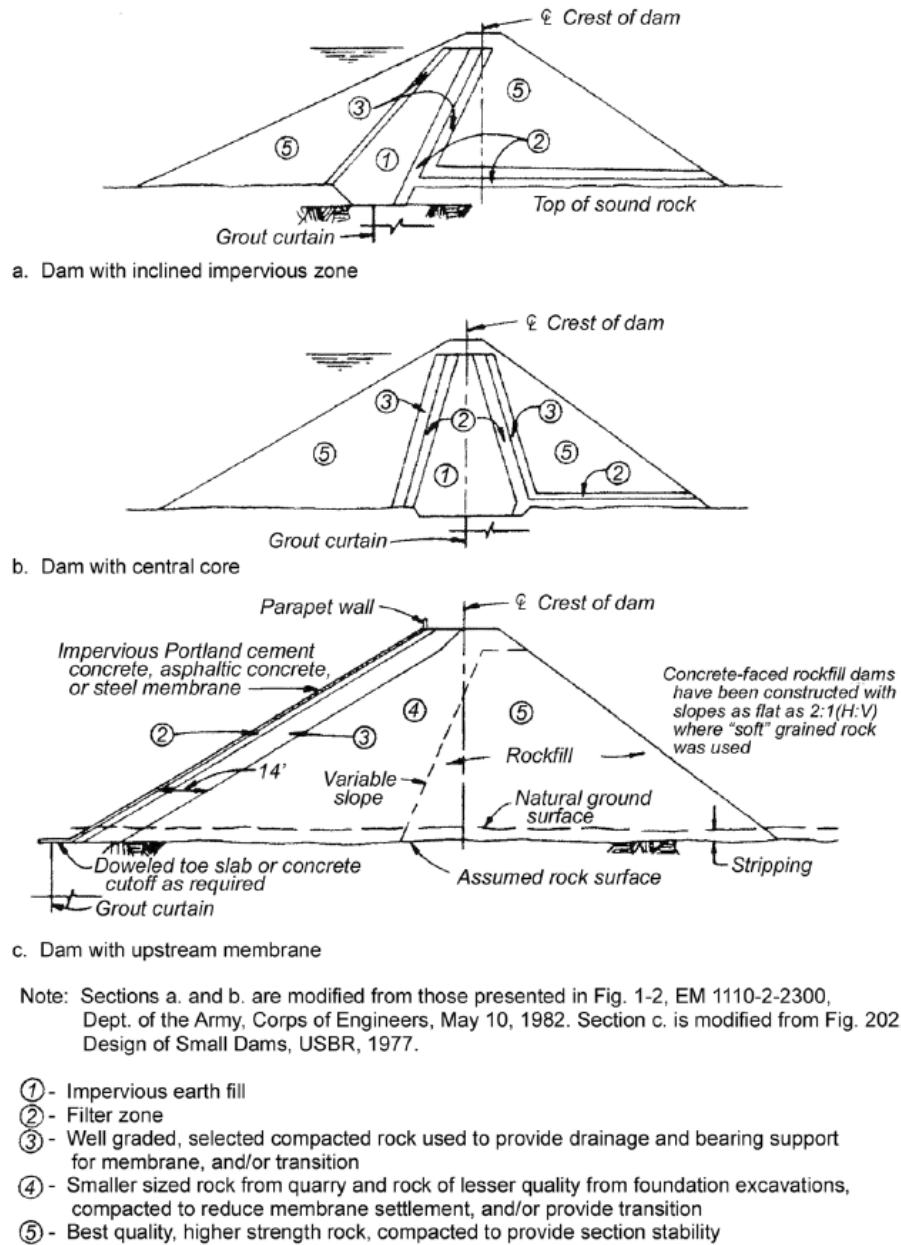 ℄ Crest of dam
③
⑤
⑤
②
①
Top of sound rock
Grout curtain
a. Dam with inclined impervious zone
℄ Crest of dam
③
③
②
⑤
⑤
②
①
Grout curtain
b. Dam with central core
Parapet wall
℄ Crest of dam
Impervious Portland cement
concrete, asphaltic concrete,
or steel membrane
Concrete-faced rockfill dams
have been constructed with
slopes as flat as 2:1(H:V)
where "soft" grained rock
was used
④
⑤
②
③
Rockfill
14'
Variable
slope
Natural ground
surface
Doweled toe slab or concrete
cutoff as required
Assumed rock surface
Stripping
Grout curtain
c. Dam with upstream membrane
Note: Sections a. and b. are modified from those presented in Fig. 1-2, EM 1110-2-2300,
Dept. of the Army, Corps of Engineers, May 10, 1982. Section c. is modified from Fig. 202
Design of Small Dams, USBR, 1977.
① - Impervious earth fill
② - Filter zone
③ - Well graded, selected compacted rock used to provide drainage and bearing support
for membrane, and/or transition
④ - Smaller sized rock from quarry and rock of lesser quality from foundation excavations,
compacted to reduce membrane settlement, and/or provide transition
⑤ - Best quality, higher strength rock, compacted to provide section stability